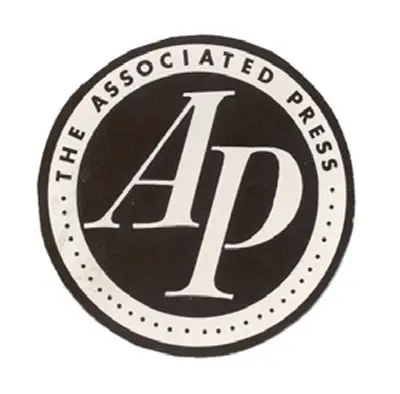 THE ASSOCIATED PRESS
AP